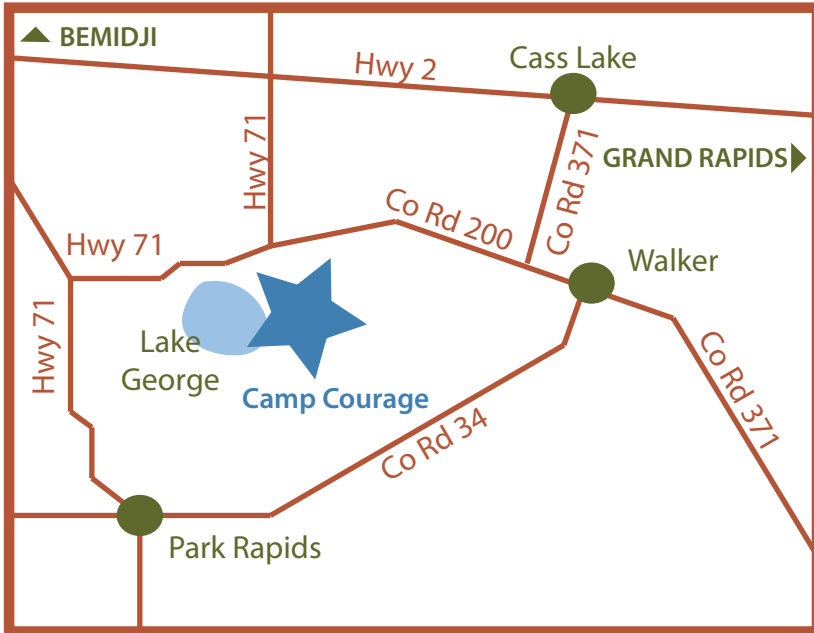 BEMIDJI
Cass Lake
Hwy 2
Hwy 71
GRAND RAPIDS
Co Rd 371
Co Rd 200
Hwy 71
Walker
Hwy 71
Lake
George
Camp Courage
Co Rd 371
Co Rd 34
Park Rapids